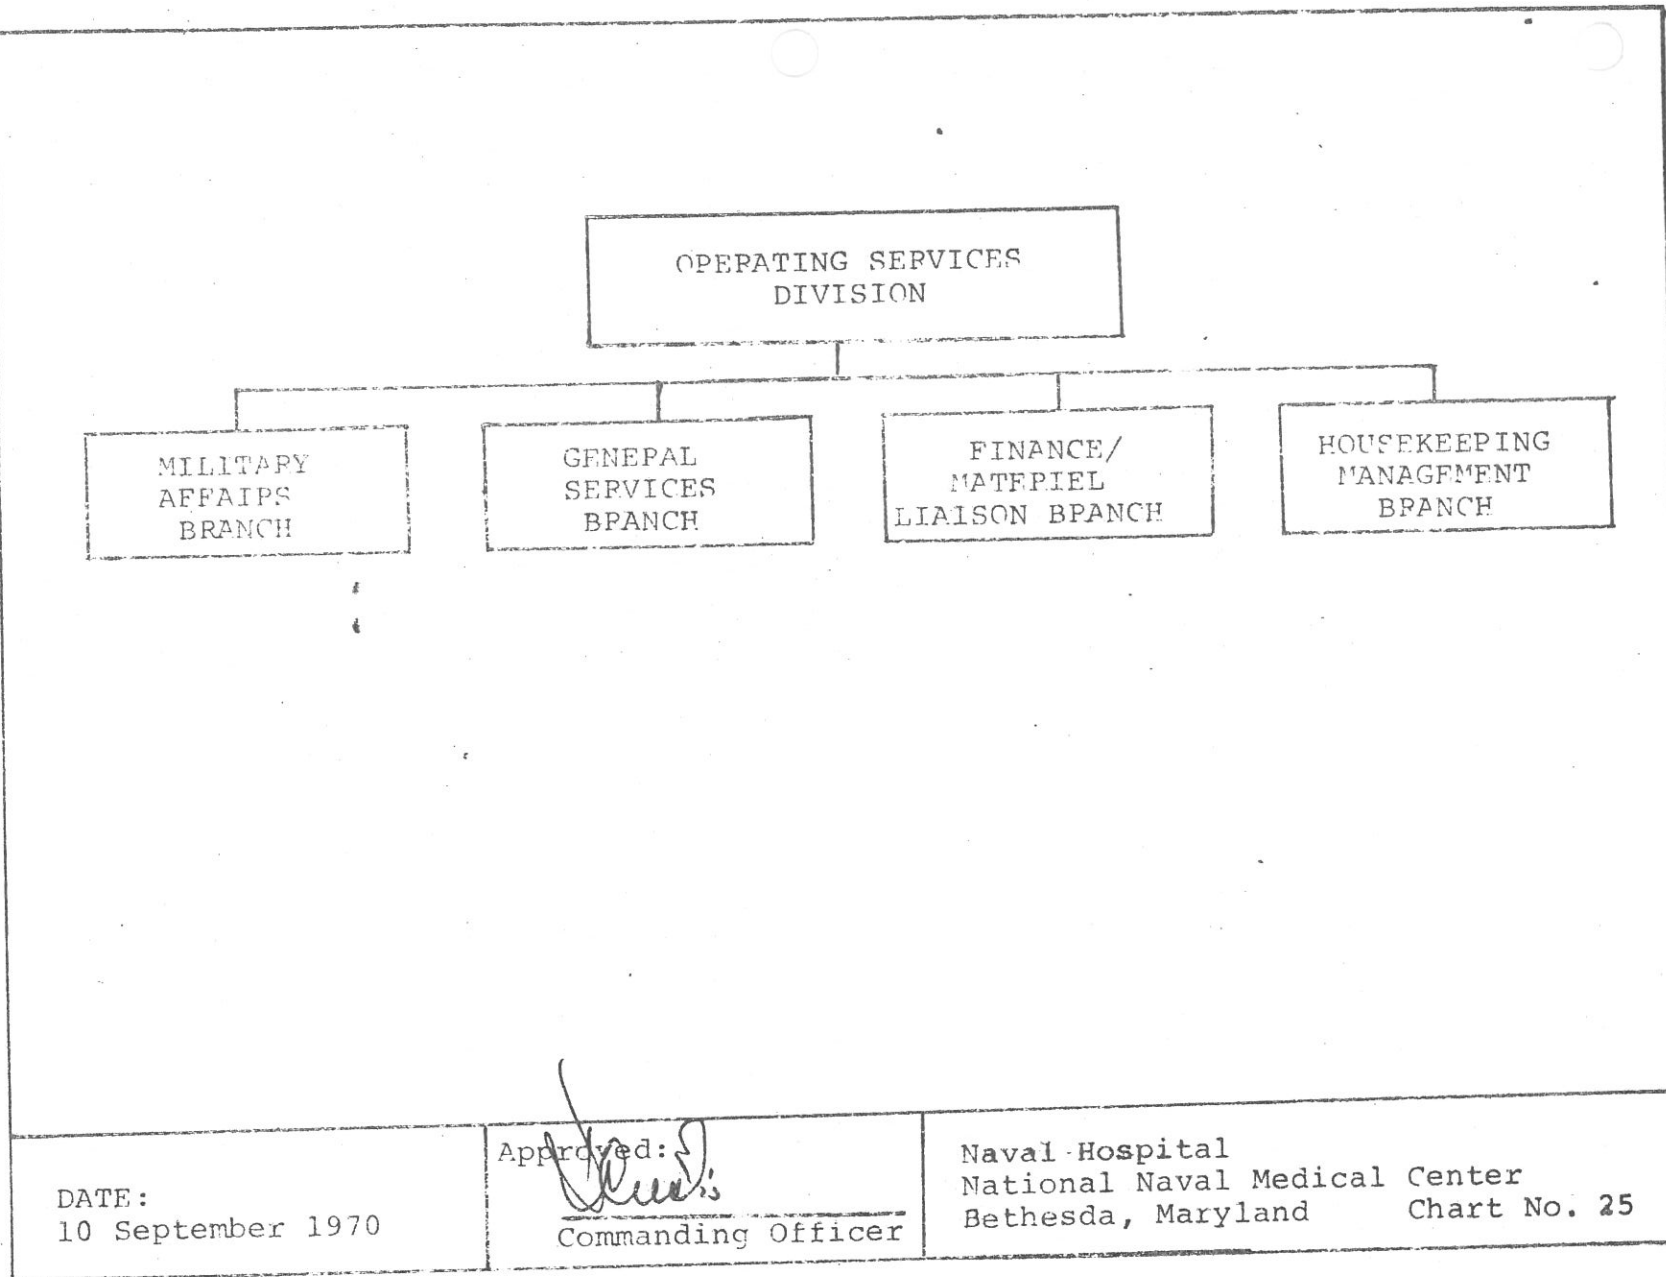 OPERATING SERVICES
DIVISION
MILITARY
AFFAIRS
BRANCH
GENERAL
SERVICES
BRANCH
FINANCE/
MATERIEL
LIAISON BRANCH
HOUSEKEEPING
MANAGEMENT
BRANCH
DATE:
10 September 1970
Approved:
Commanding Officer
Naval Hospital
National Naval Medical Center
Bethesda, Maryland Chart No. 25